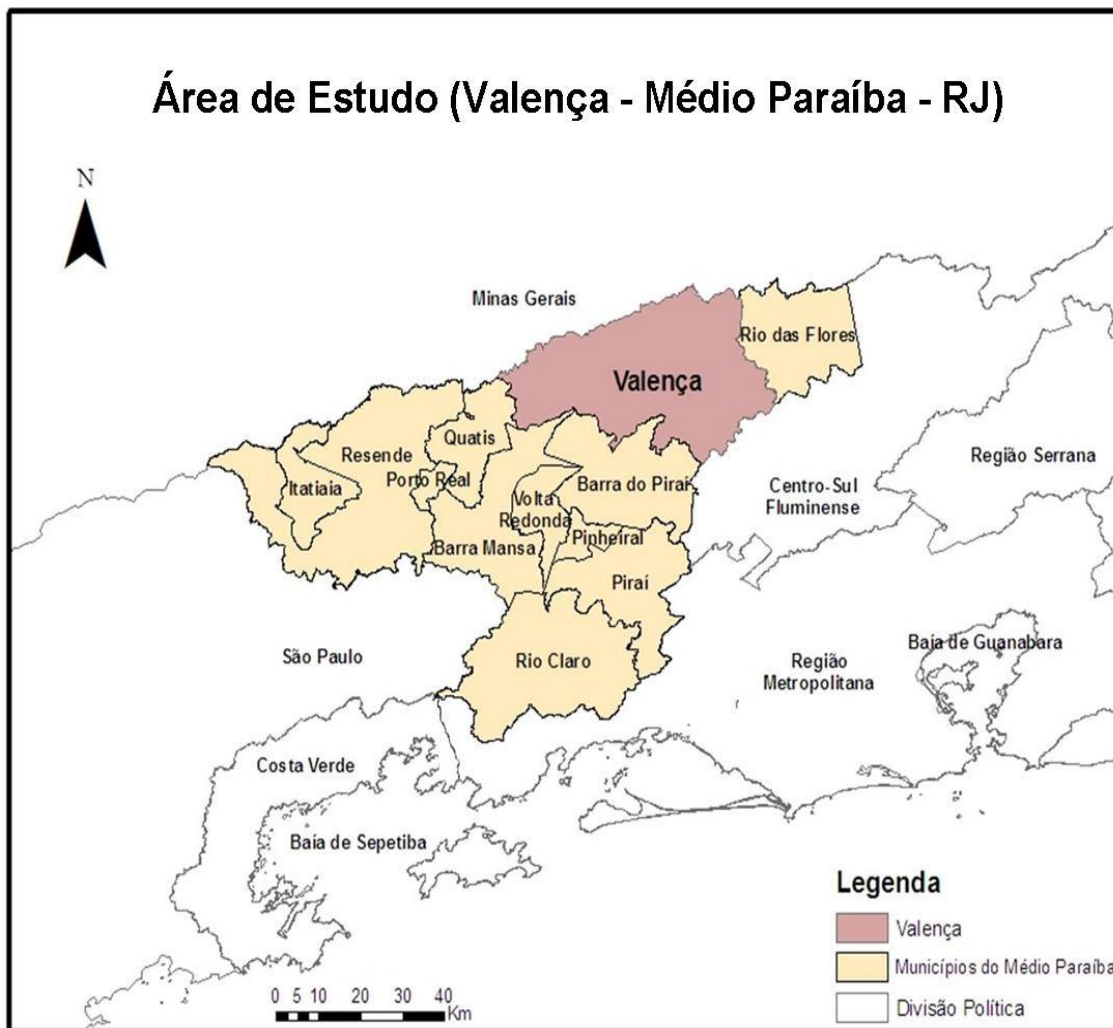 Área de Estudo (Valença - Médio Paraíba - RJ)
N
Minas Gerais
Rio das Flores
Valença
Quatis
Resende
Região Serrana
Porto Real
Itatiaia
Barra do Piraí
Volta
Redonda
Centro-Sul
Fluminense
Pinheiral
Barra Mansa
Piraí
Baía de Guanabara
São Paulo
Rio Claro
Região
Metropolitana
Costa Verde
Baía de Sepetiba
Legenda
Valença
Municípios do Médio Paraíba
Divisão Política
0 5 10 20 30 40
Km